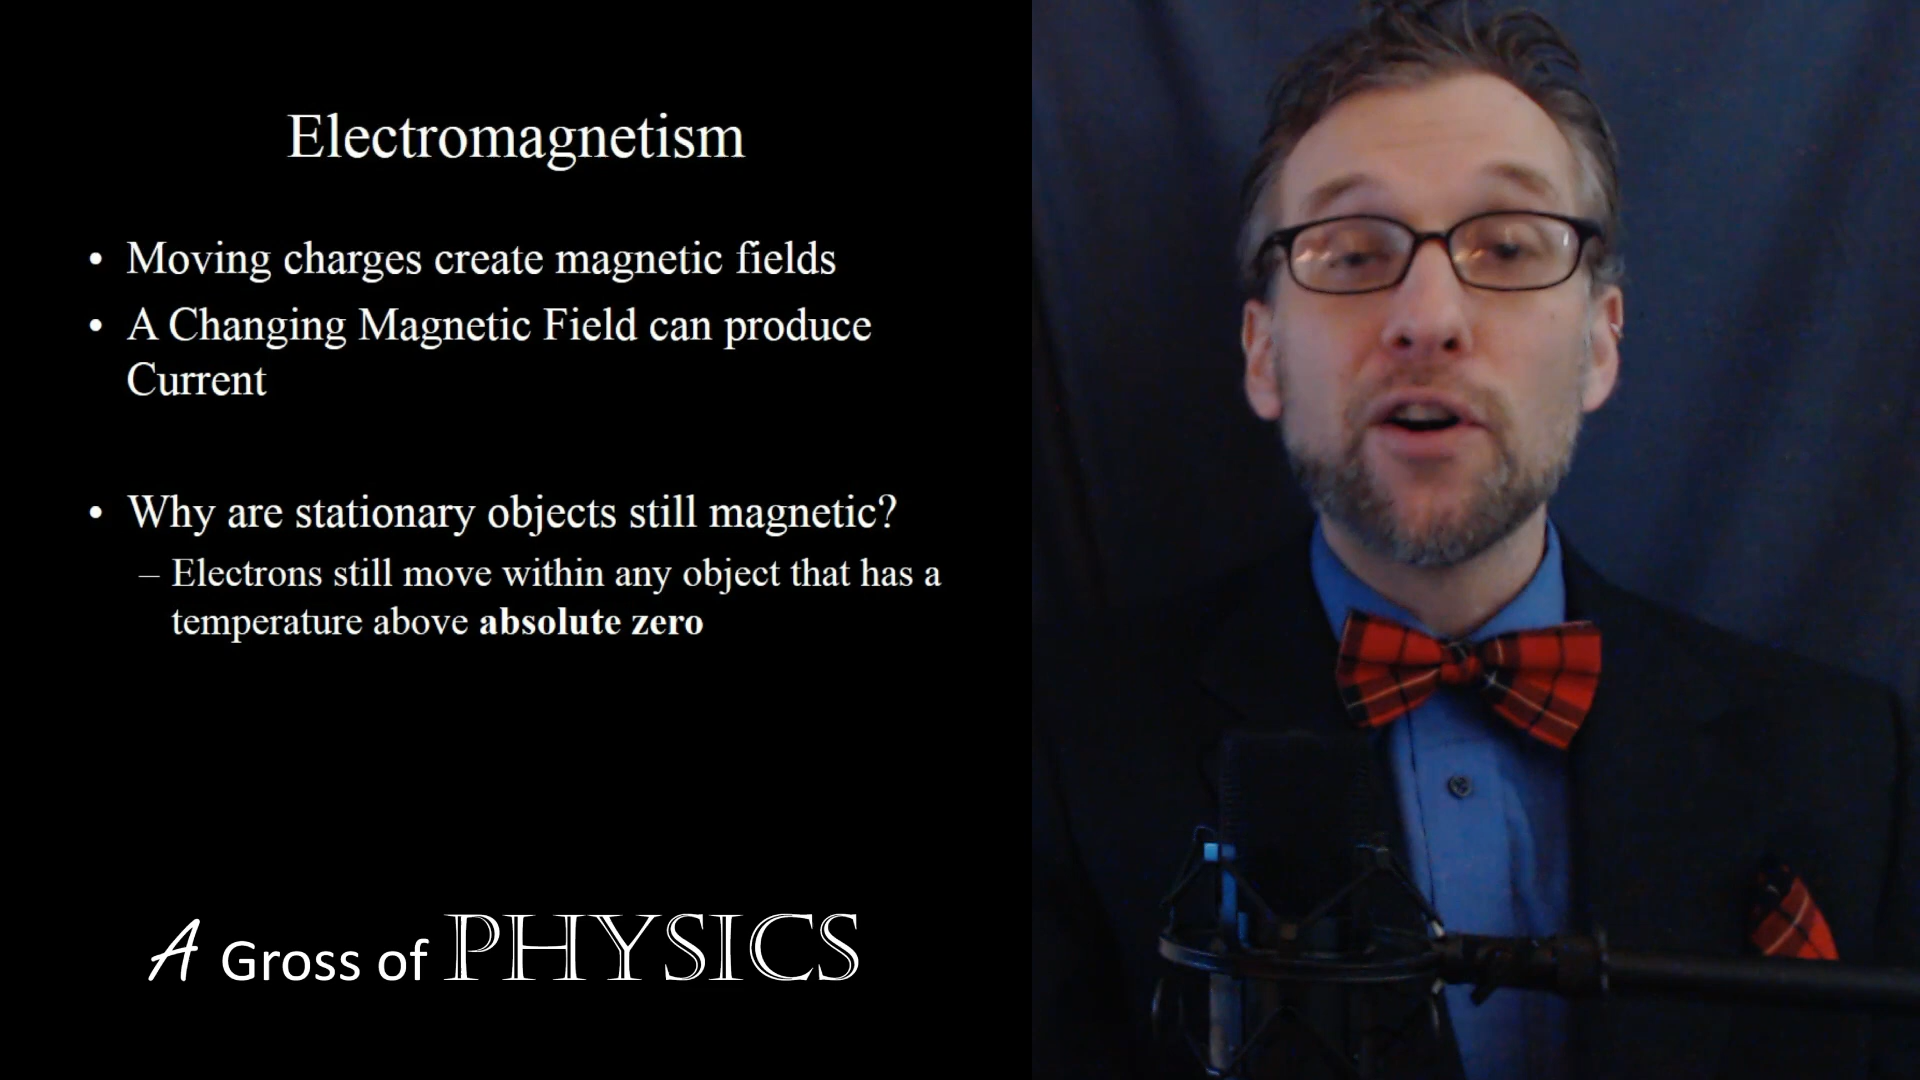 Electromagnetism
• Moving charges create magnetic fields
• A Changing Magnetic Field can produce
Current
• Why are stationary objects still magnetic?
– Electrons still move within any object that has a
temperature above absolute zero
A Gross of PHYSICS